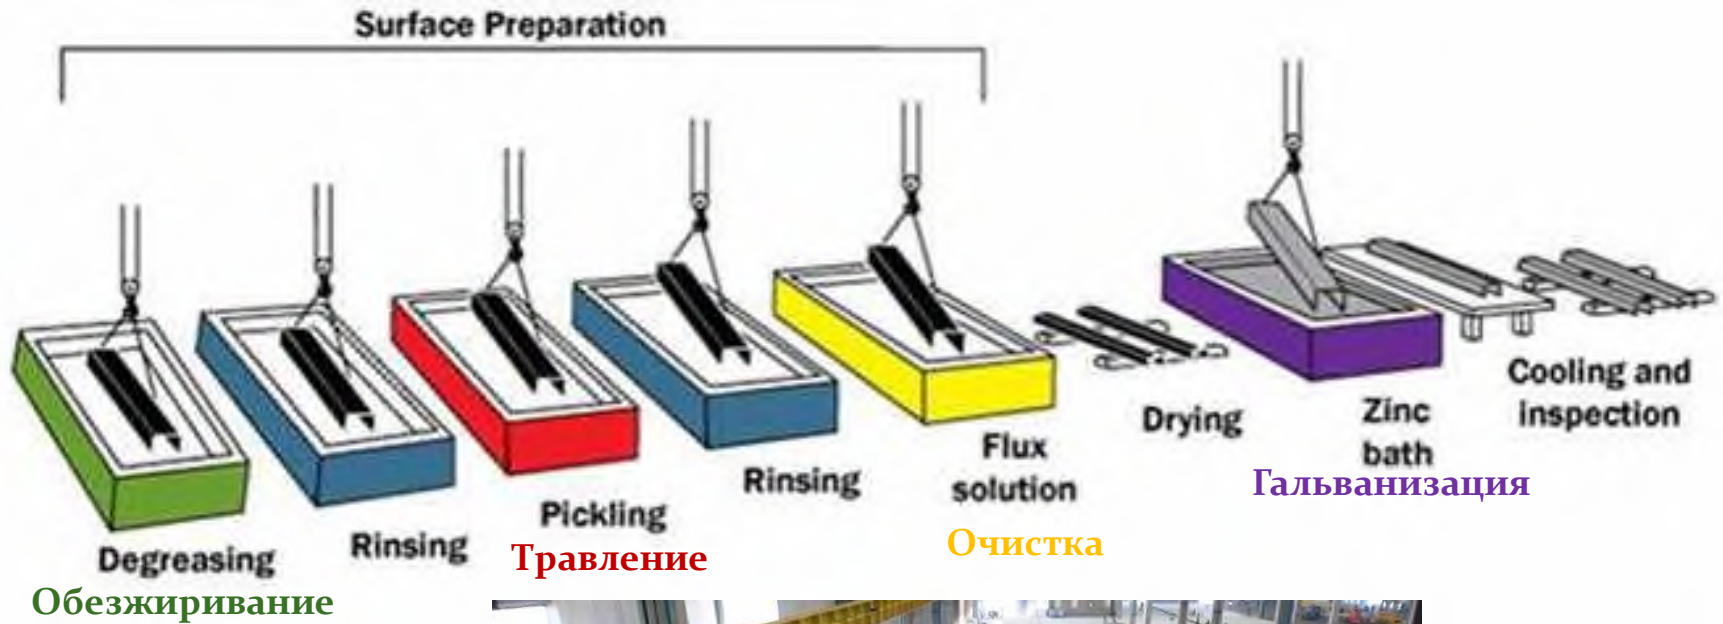 Surface Preparation
Degreasing
Обезжиривание
Rinsing
Pickling
Травление
Rinsing
Flux
solution
Очистка
Drying
Zinc
bath
Гальванизация
Cooling and
inspection